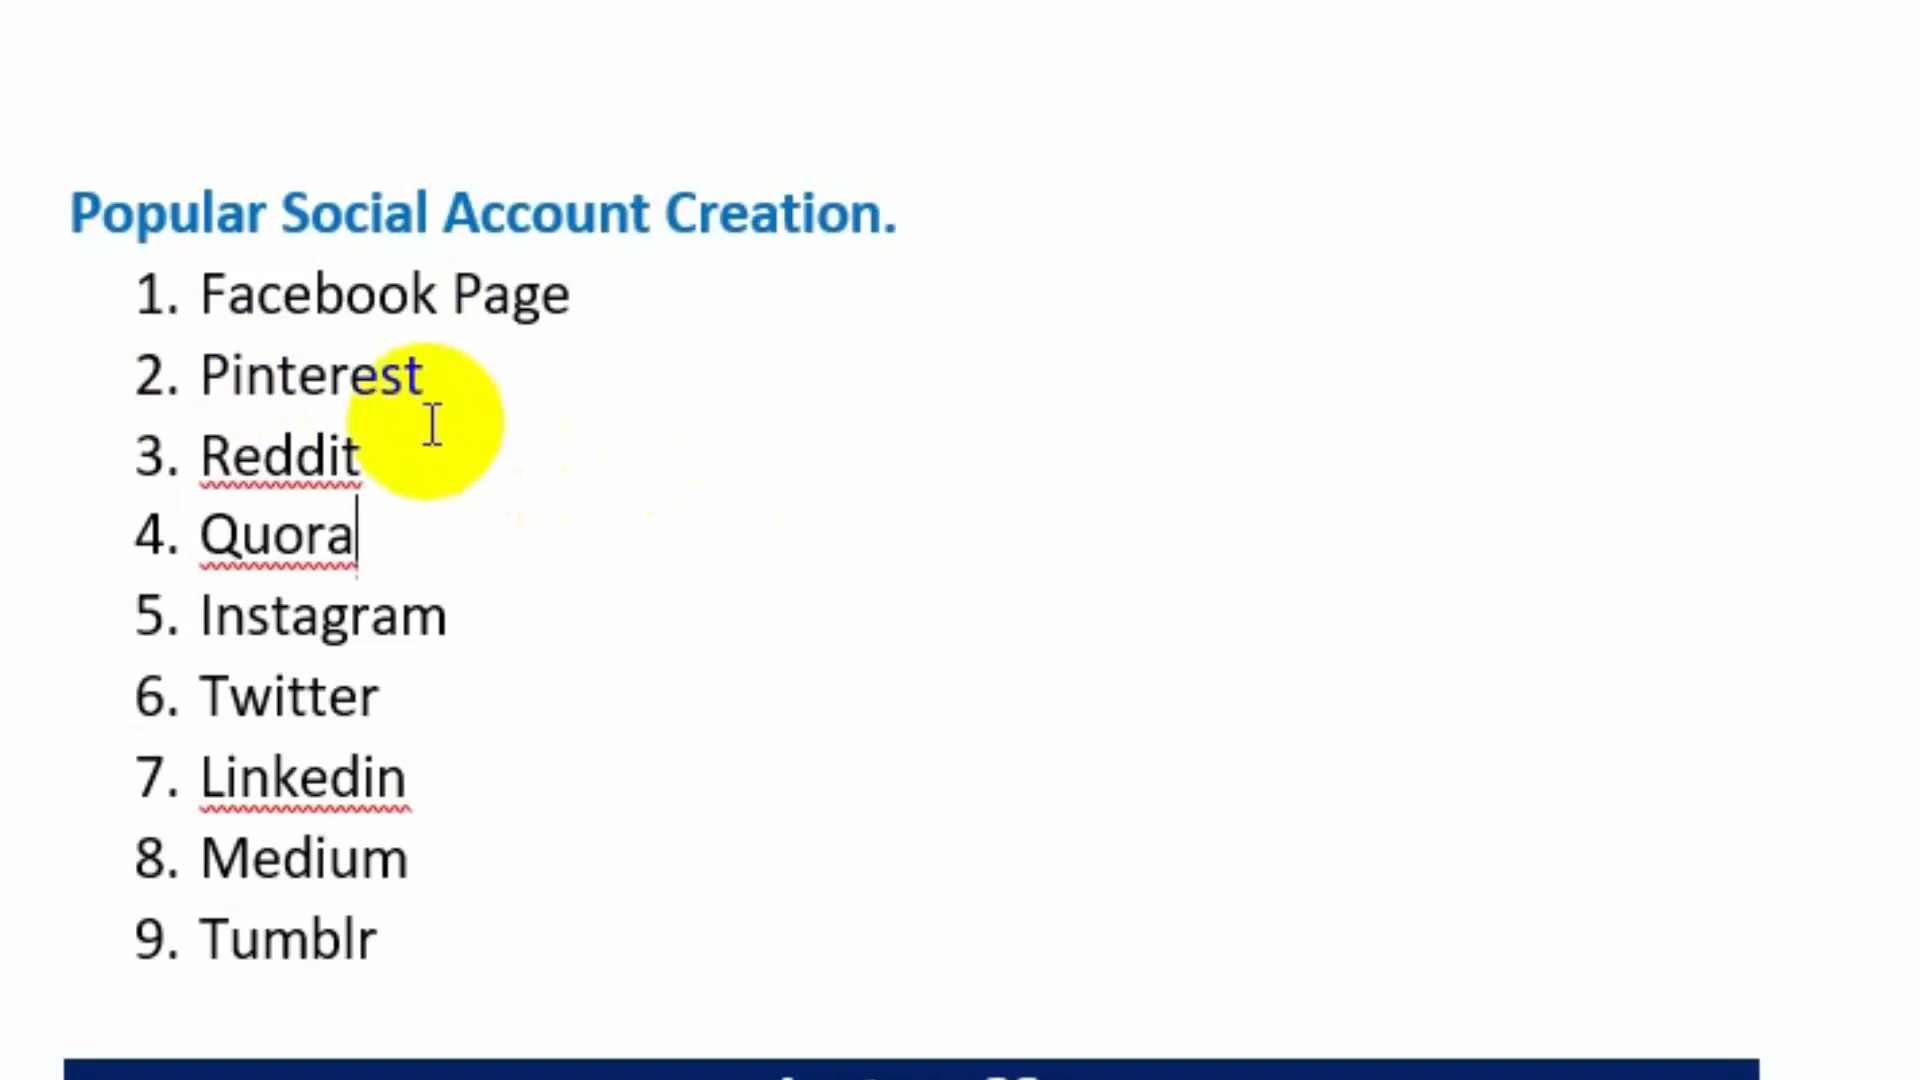 Popular Social Account Creation.
1. Facebook Page
2. Pinterest
3. Reddit
4. Quora
5. Instagram
6. Twitter
7. Linkedin
8. Medium
9. Tumblr